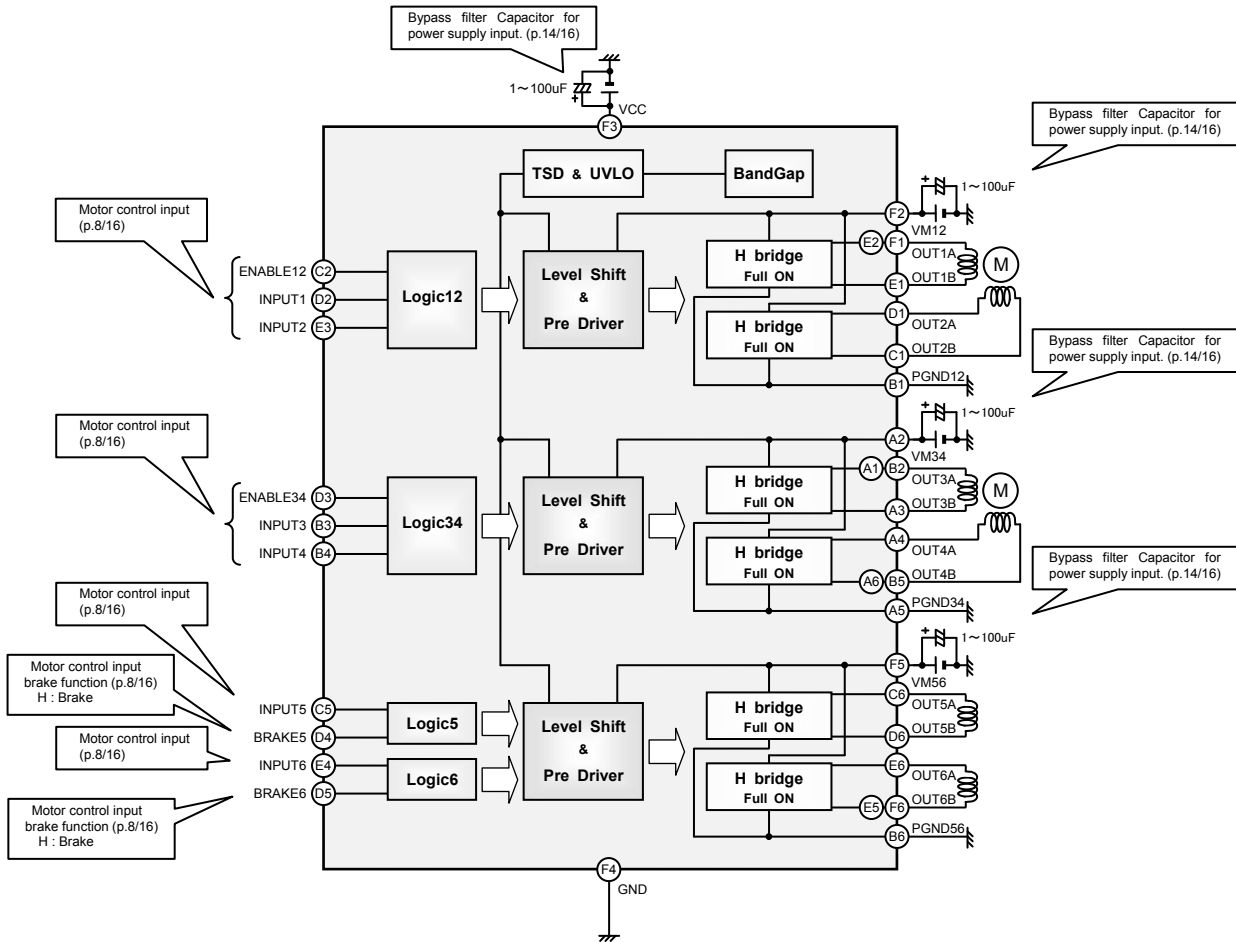 Bypass filter Capacitor for
power supply input. (p.14/16)
1～100uF
+
VCC
F3
Bypass filter Capacitor for
power supply input. (p.14/16)
TSD & UVLO
BandGap
+
1～100uF
Motor control input
(p.8/16)
F2
VM12
ENABLE12 C2
INPUT1 D2
INPUT2 E3
Logic12
Level Shift
&
Pre Driver
H bridge
Full ON
E2 F1
OUT1A
M
OUT1B
E1
H bridge
Full ON
D1
OUT2A
C1 OUT2B
B1 PGND12
Bypass filter Capacitor for
power supply input. (p.14/16)
+
1～100uF
Motor control input
(p.8/16)
A2
VM34
ENABLE34 D3
INPUT3 B3
INPUT4 B4
Logic34
Level Shift
&
Pre Driver
H bridge
Full ON
A1 B2
OUT3A
M
OUT3B
A3
H bridge
Full ON
A4
OUT4A
A6 B5 OUT4B
A5 PGND34
Bypass filter Capacitor for
power supply input. (p.14/16)
+
1～100uF
Motor control input
(p.8/16)
Motor control input
brake function (p.8/16)
H : Brake
Motor control input
(p.8/16)
Motor control input
brake function (p.8/16)
H : Brake
F5
VM56
INPUT5 C5
BRAKE5 D4
INPUT6 E4
BRAKE6 D5
Logic5
Logic6
Level Shift
&
Pre Driver
H bridge
Full ON
C6
OUT5A
OUT5B
D6
H bridge
Full ON
E6
OUT6A
OUT6B
E5 F6
B6 PGND56
F4
GND